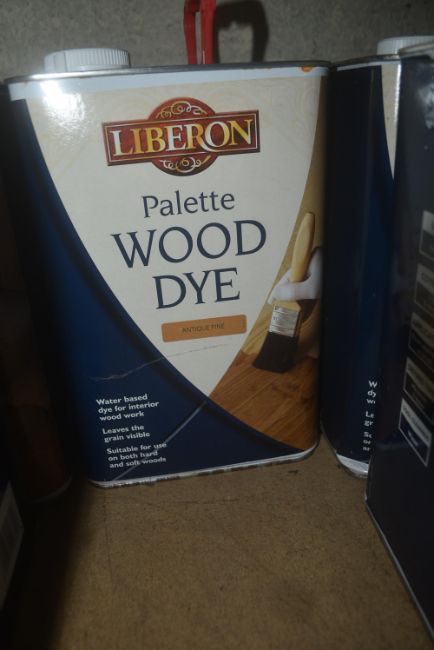 LIBERON
Palette
WOOD
DYE
ANTIQUE PINE
Water based
dye for interior
wood work
Leaves the
grain visible
Suitable for use
on both hard
and soft woods